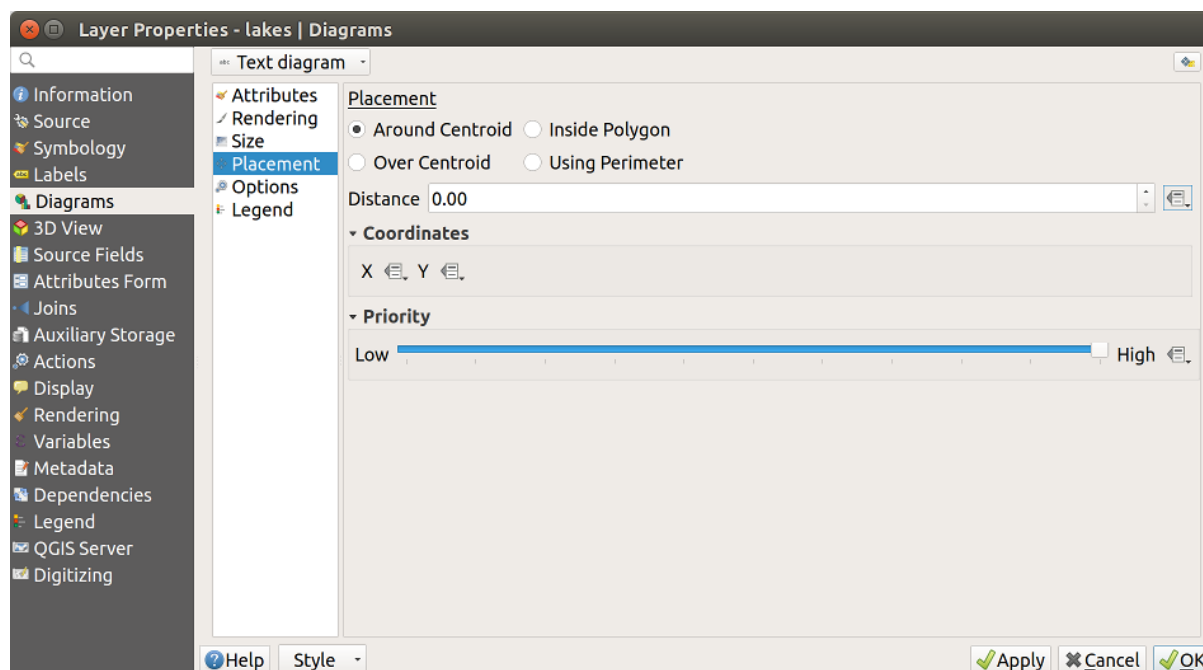 Layer Properties - lakes | Diagrams
Information
Source
Symbology
Labels
Diagrams
3D View
Source Fields
Attributes Form
Joins
Auxiliary Storage
Actions
Display
Rendering
Variables
Metadata
Dependencies
Legend
QGIS Server
Digitizing
Text diagram
Attributes
Rendering
Size
Placement
Options
Legend
Placement
Around Centroid Inside Polygon
Over Centroid Using Perimeter
Distance 0.00
Coordinates
X Y
Priority
Low High
Help Style Apply Cancel OK